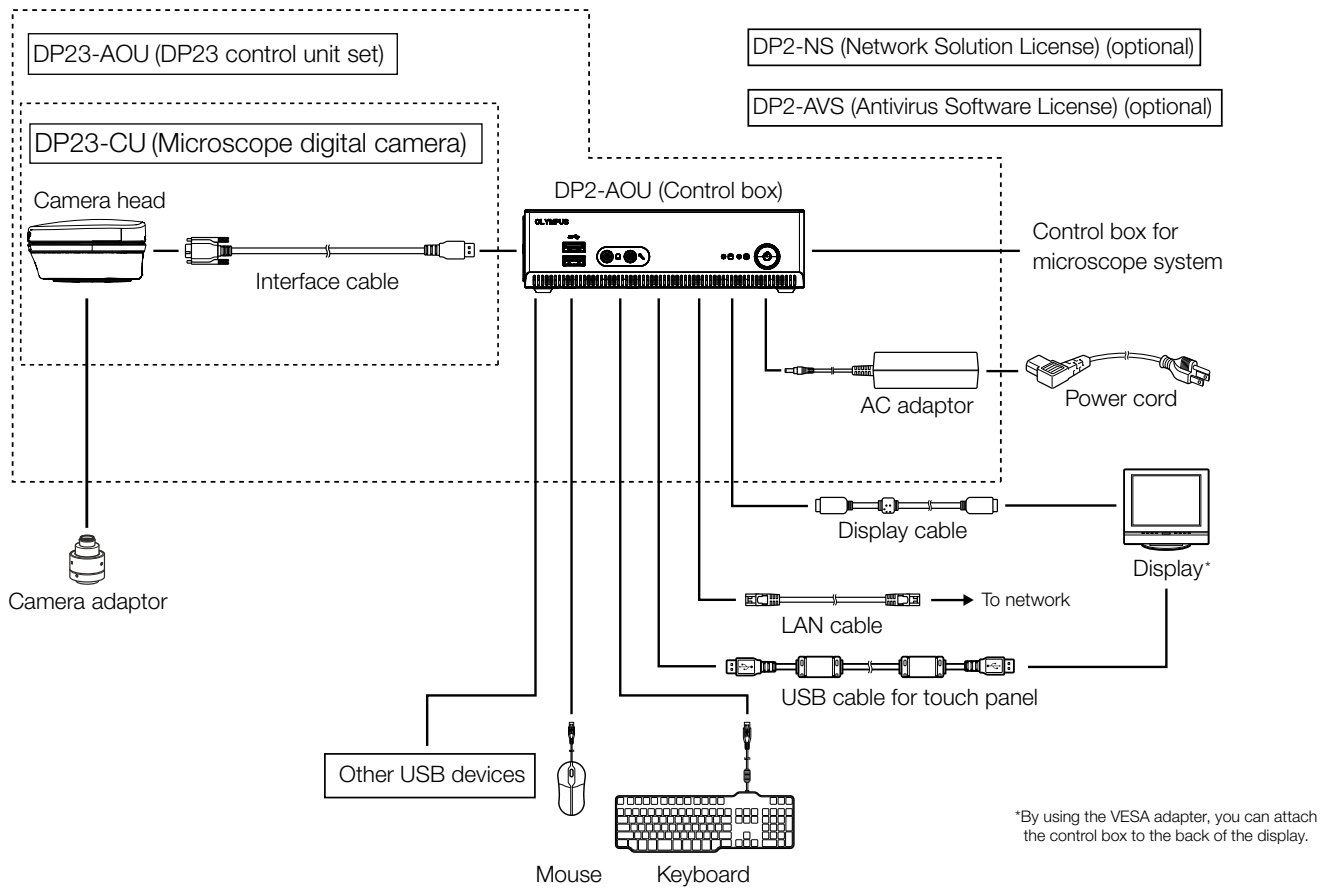 DP23-AOU (DP23 control unit set)
DP2-NS (Network Solution License) (optional)
DP2-AVS (Antivirus Software License) (optional)
DP23-CU (Microscope digital camera)
Camera head
DP2-AOU (Control box)
OLYMPUS
Interface cable
Control box for
microscope system
AC adaptor
Power cord
Display cable
Display*
Camera adaptor
To network
LAN cable
USB cable for touch panel
Other USB devices
*By using the VESA adapter, you can attach
the control box to the back of the display.
Mouse
Keyboard